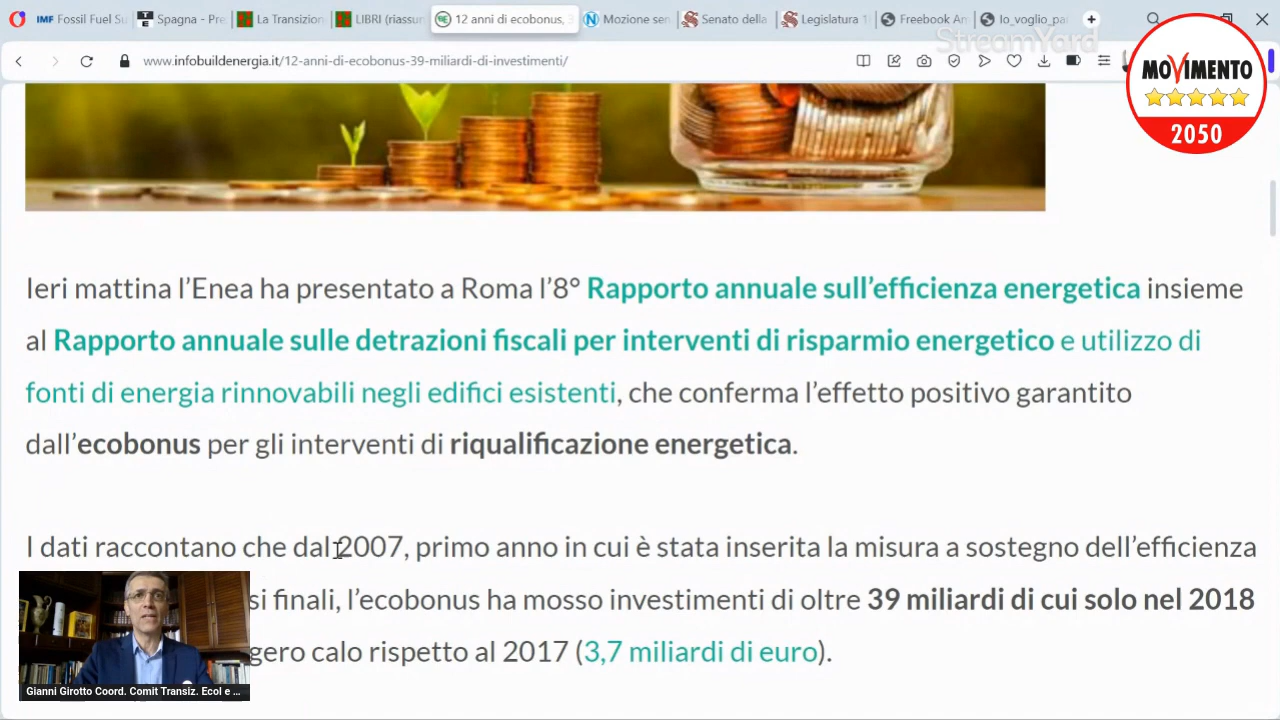 IMF Fossil Fuel Su
Spagna - Pre
La Transizion
LIBRI (riassur
12 anni di ecobonus, 3
Mozione sen
Senato della
Legislatura 1
Freebook An
Io_voglio_pa
StreamYard
www.infobuildenergia.it/12-anni-di-ecobonus-39-miliardi-di-investimenti/
MOVIMENTO
2050
Ieri mattina l’Enea ha presentato a Roma l’8° Rapporto annuale sull’efficienza energetica insieme
al Rapporto annuale sulle detrazioni fiscali per interventi di risparmio energetico e utilizzo di
fonti di energia rinnovabili negli edifici esistenti, che conferma l’effetto positivo garantito
dall’ecobonus per gli interventi di riqualificazione energetica.
I dati raccontano che dal 2007, primo anno in cui è stata inserita la misura a sostegno dell’efficienza
si finali, l’ecobonus ha mosso investimenti di oltre 39 miliardi di cui solo nel 2018
gero calo rispetto al 2017 (3,7 miliardi di euro).
Gianni Girotto Coord. Comit Transiz. Ecol e ...